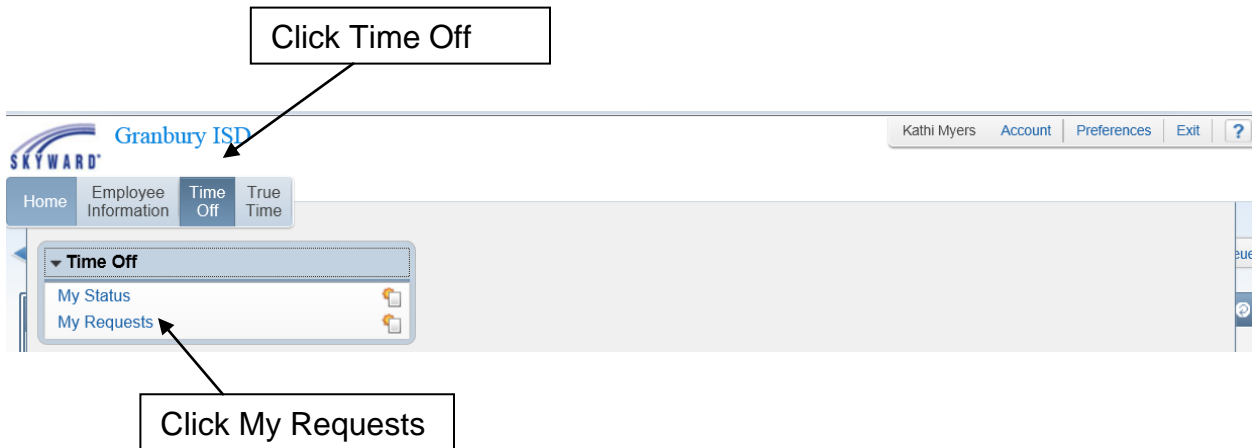 Click Time Off
SKYWARD®
Granbury ISD
Kathi Myers Account Preferences Exit ?
Home
Employee Information
Time Off
True Time
Time Off
My Status
My Requests
Click My Requests